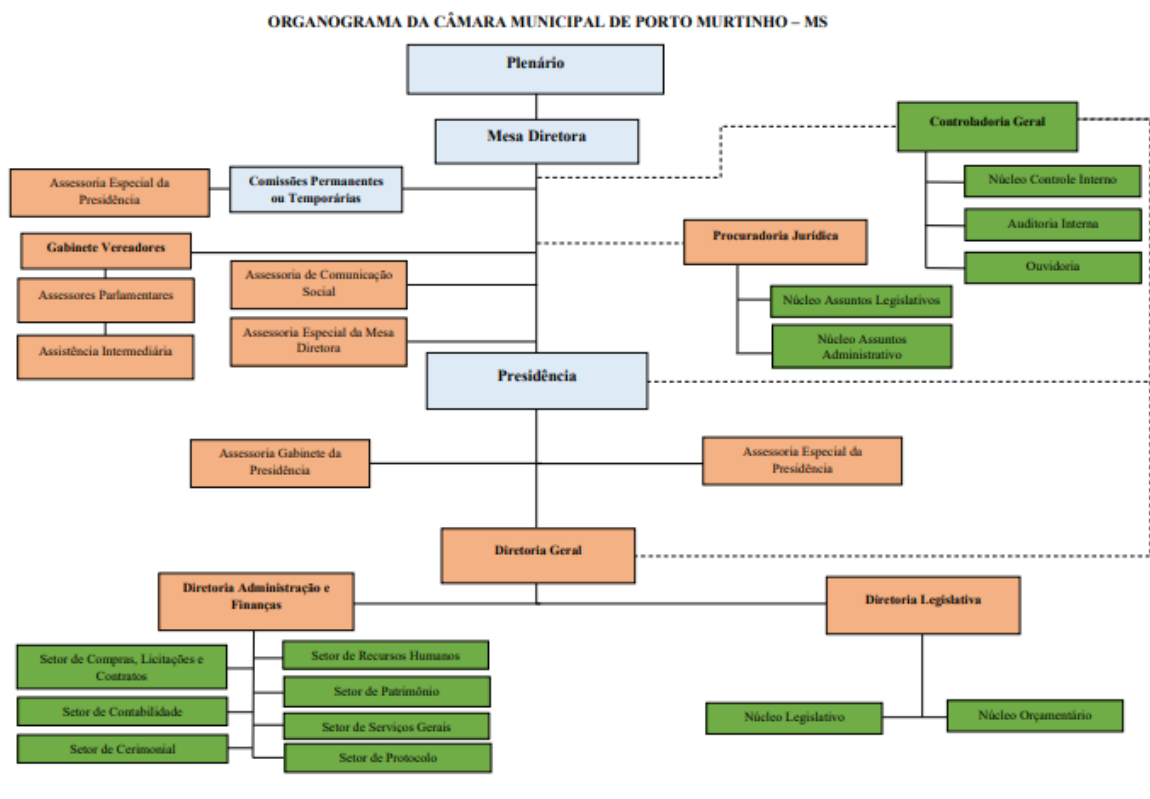 ORGANOGRAMA DA CÂMARA MUNICIPAL DE PORTO MURTINHO – MS
Plenário
Mesa Diretora
Controladoria Geral
Núcleo Controle Interno
Auditoria Interna
Ouvidoria
Assessoria Especial da
Presidência
Comissões Permanentes
ou Temporárias
Gabinete Vereadores
Assessores Parlamentares
Assistência Intermediária
Assessoria de Comunicação
Social
Assessoria Especial da Mesa
Diretora
Procuradoria Jurídica
Núcleo Assuntos Legislativos
Núcleo Assuntos
Administrativo
Presidência
Assessoria Gabinete da
Presidência
Assessoria Especial da
Presidência
Diretoria Geral
Diretoria Administração e
Finanças
Diretoria Legislativa
Setor de Compras, Licitações e
Contratos
Setor de Contabilidade
Setor de Cerimonial
Setor de Recursos Humanos
Setor de Patrimônio
Setor de Serviços Gerais
Setor de Protocolo
Núcleo Legislativo
Núcleo Orçamentário